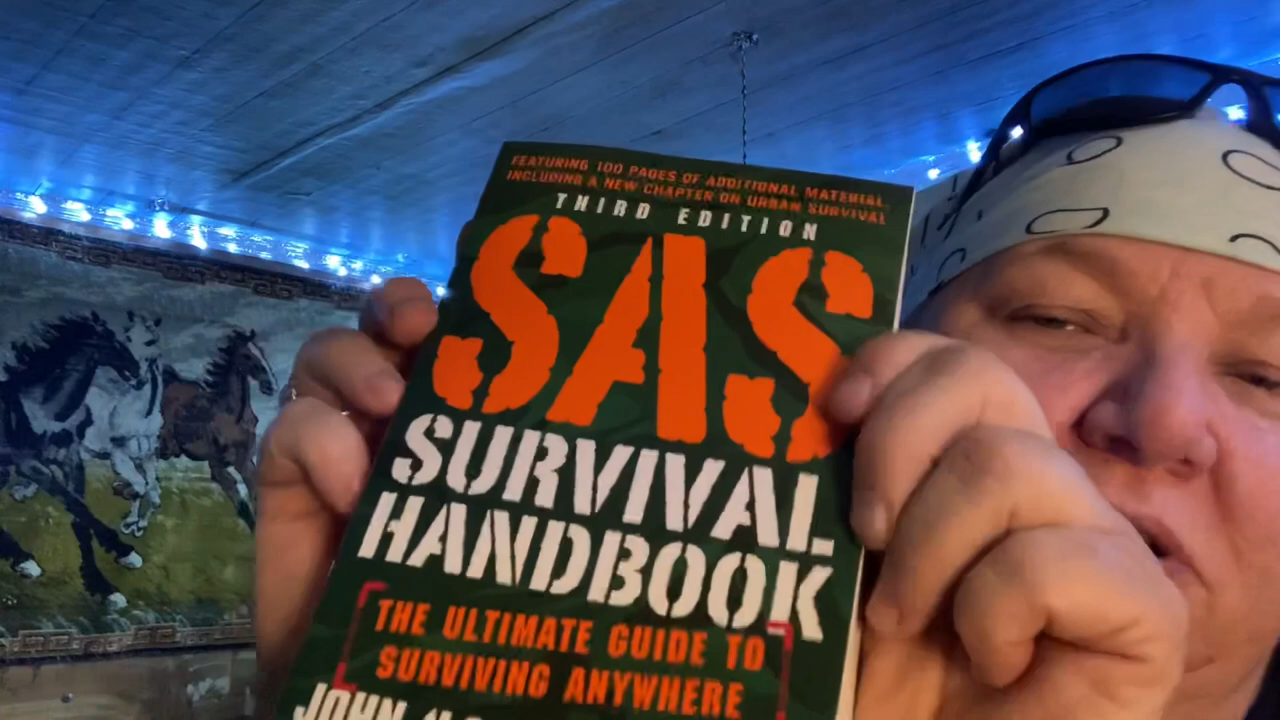 FEATURING 100 PAGES OF ADDITIONAL MATERIAL,
INCLUDING A NEW CHAPTER ON URBAN SURVIVAL
THIRD EDITION
SAS
SURVIVAL
HANDBOOK
THE ULTIMATE GUIDE TO
SURVIVING ANYWHERE
JOHN